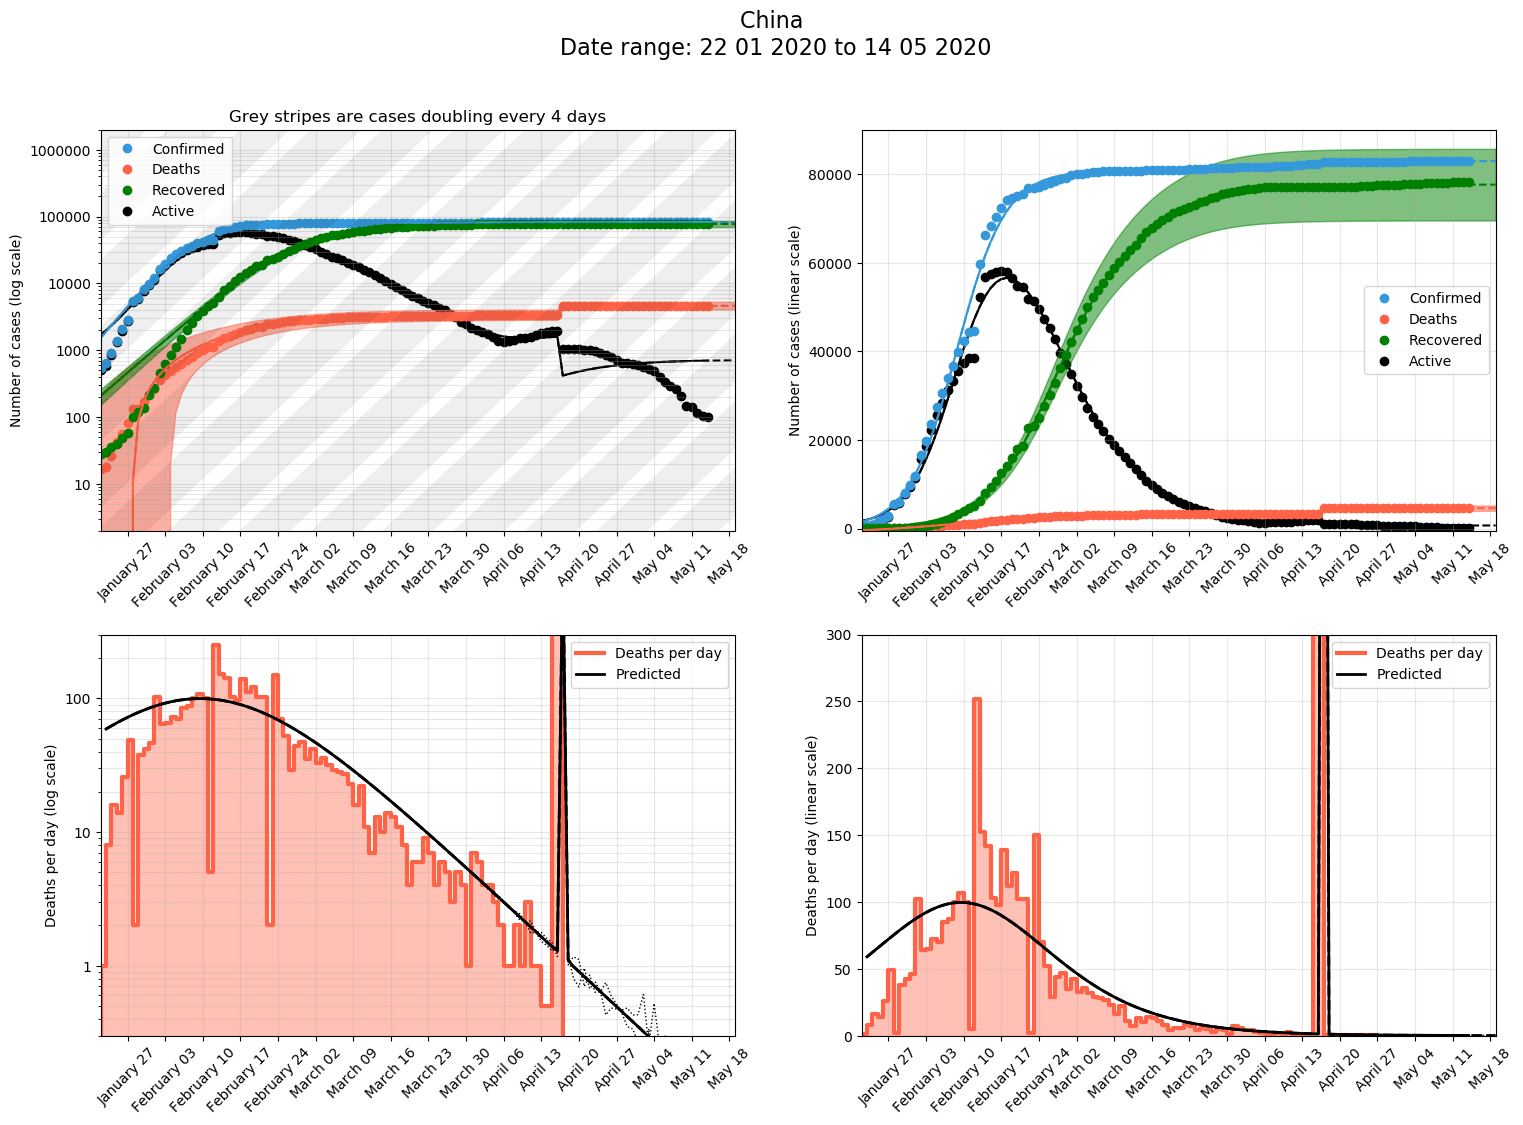 China
Date range: 22 01 2020 to 14 05 2020
Grey stripes are cases doubling every 4 days
Number of cases (log scale)
1000000
100000
10000
1000
100
10
Confirmed
Deaths
Recovered
Active
January 27
February 03
February 10
February 17
February 24
March 02
March 09
March 16
March 23
March 30
April 06
April 13
April 20
April 27
May 04
May 11
May 18
Number of cases (linear scale)
80000
60000
40000
20000
0
Confirmed
Deaths
Recovered
Active
January 27
February 03
February 10
February 17
February 24
March 02
March 09
March 16
March 23
March 30
April 06
April 13
April 20
April 27
May 04
May 11
May 18
Deaths per day (log scale)
100
10
1
Deaths per day
Predicted
January 27
February 03
February 10
February 17
February 24
March 02
March 09
March 16
March 23
March 30
April 06
April 13
April 20
April 27
May 04
May 11
May 18
Deaths per day (linear scale)
300
250
200
150
100
50
0
Deaths per day
Predicted
January 27
February 03
February 10
February 17
February 24
March 02
March 09
March 16
March 23
March 30
April 06
April 13
April 20
April 27
May 04
May 11
May 18